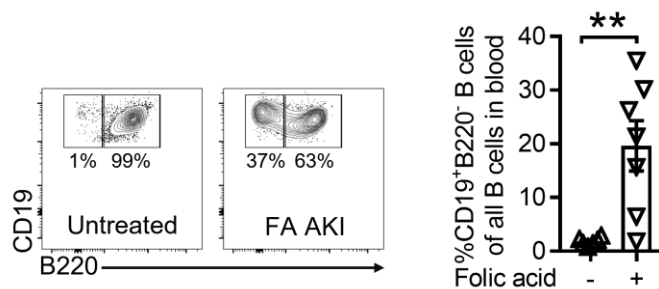 CD19
1% 99%
Untreated
37% 63%
FA AKI
B220
%CD19⁺B220⁻ B cells
of all B cells in blood
**
40
30
20
10
0
Folic acid - +